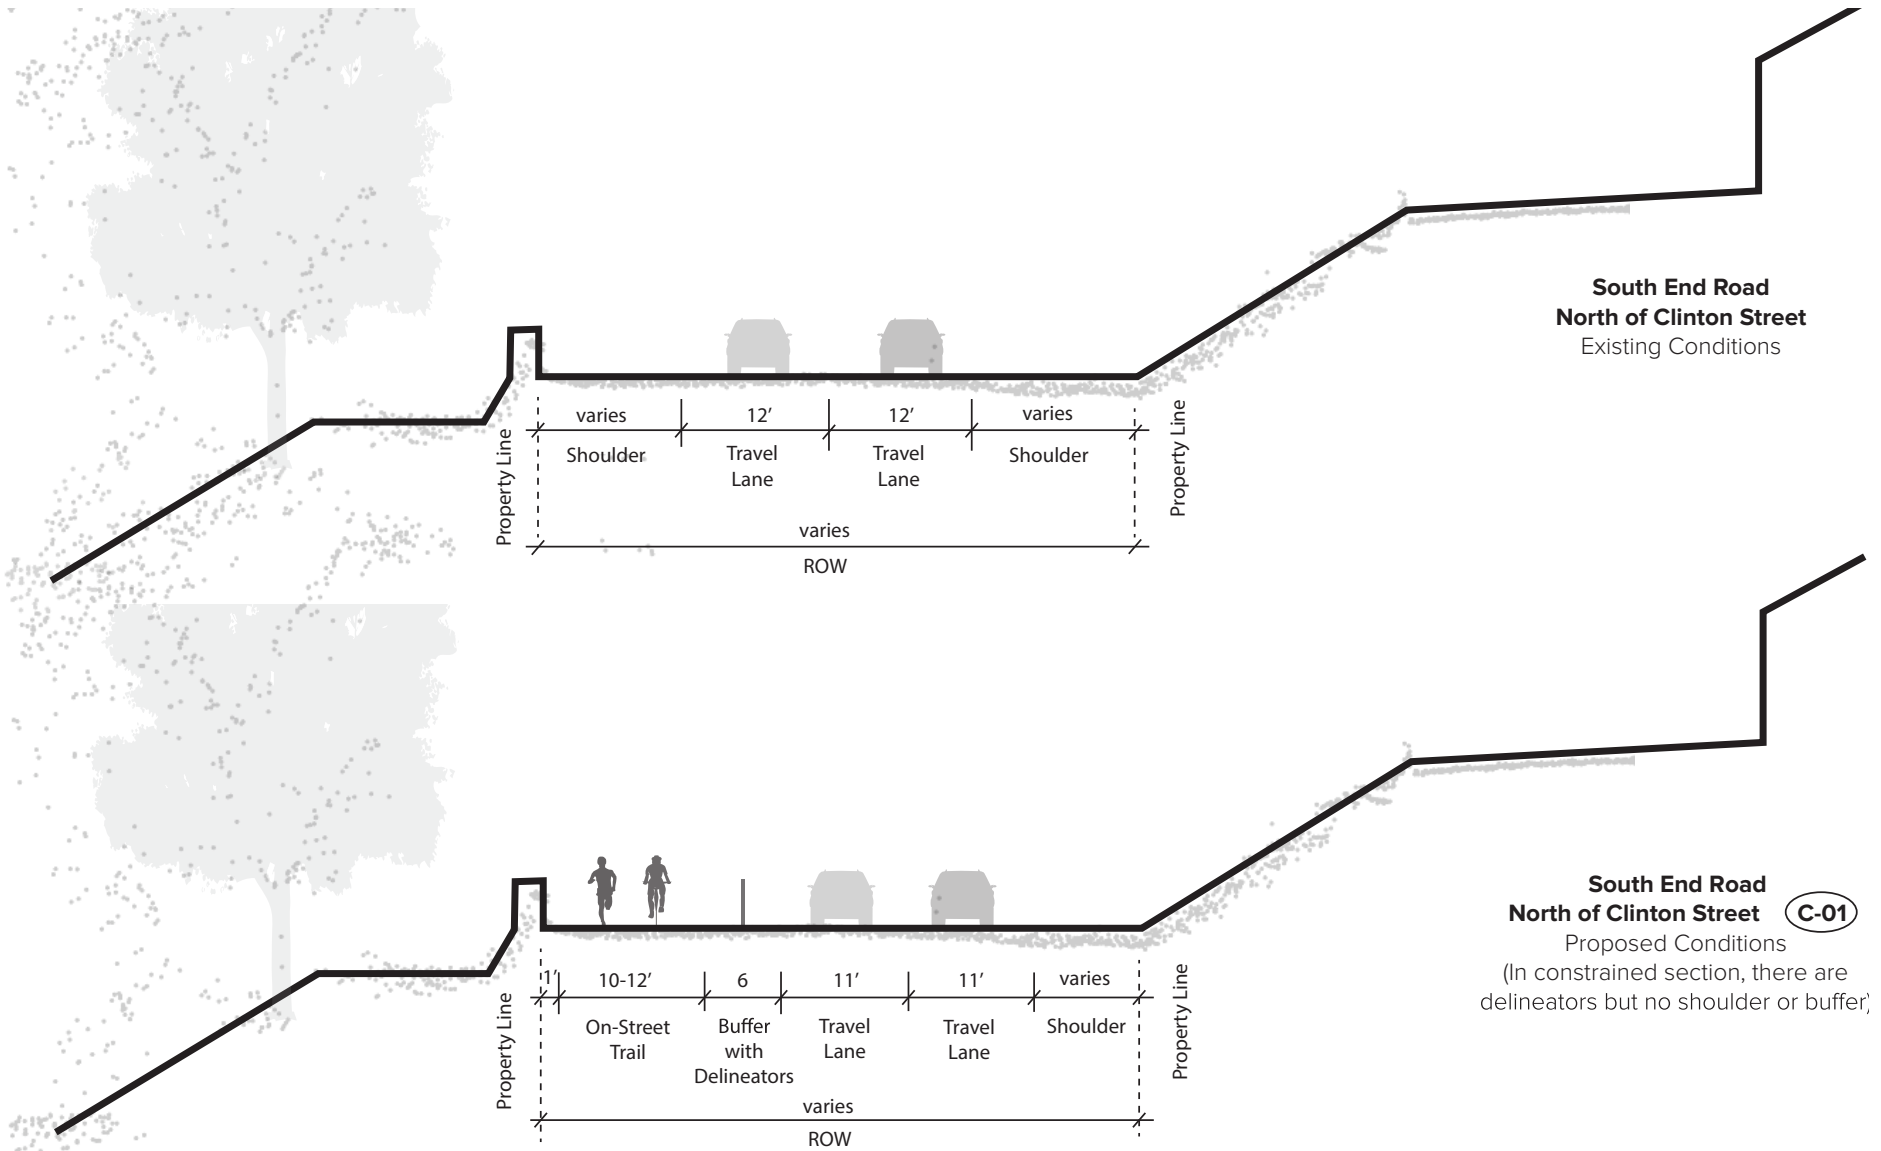 South End Road
North of Clinton Street
Existing Conditions
varies
12′
12′
varies
Shoulder
Travel
Lane
Travel
Lane
Shoulder
Property Line
Property Line
varies
ROW
South End Road
North of Clinton Street
C-01
Proposed Conditions
(In constrained section, there are
delineators but no shoulder or buffer)
1′
10-12′
6
11′
11′
varies
On-Street
Trail
Buffer
with
Delineators
Travel
Lane
Travel
Lane
Shoulder
Property Line
Property Line
varies
ROW